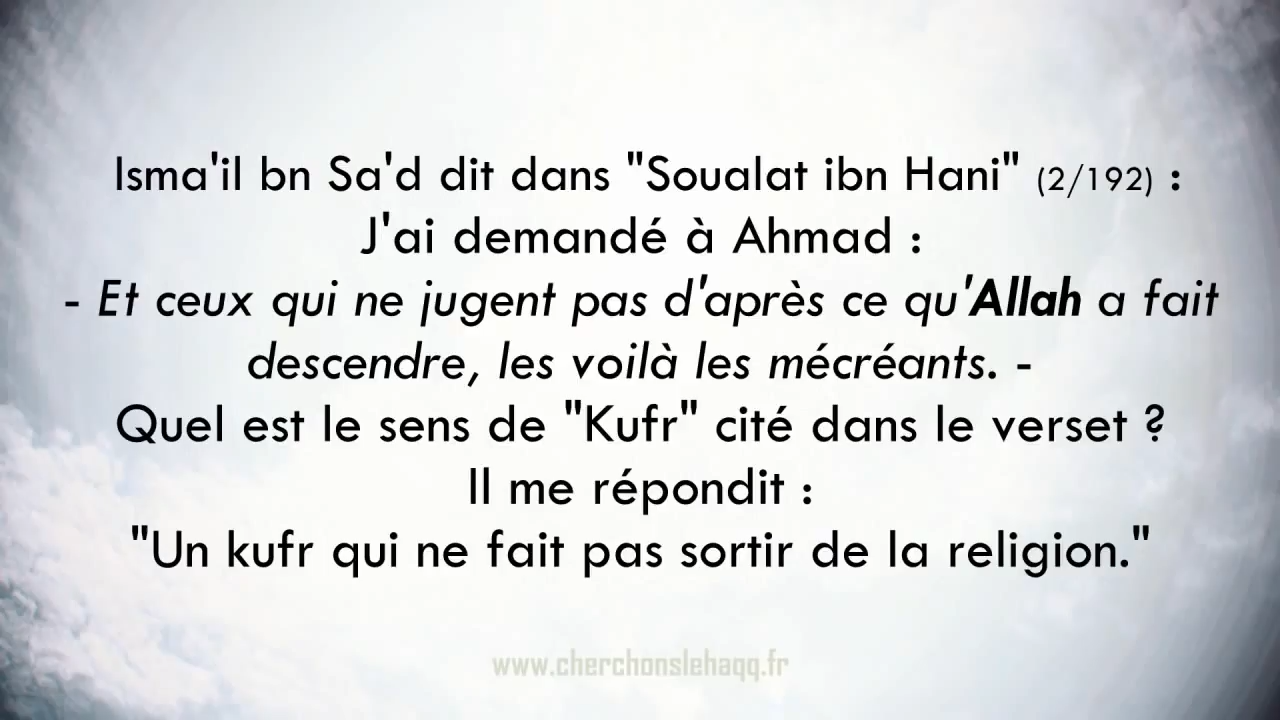 Isma'il bn Sa'd dit dans "Soualat ibn Hani" (2/192) :
J'ai demandé à Ahmad :
- Et ceux qui ne jugent pas d'après ce qu'Allah a fait
descendre, les voilà les mécréants. -
Quel est le sens de "Kufr" cité dans le verset ?
Il me répondit :
"Un kufr qui ne fait pas sortir de la religion."
www.cherchonslehaqq.fr